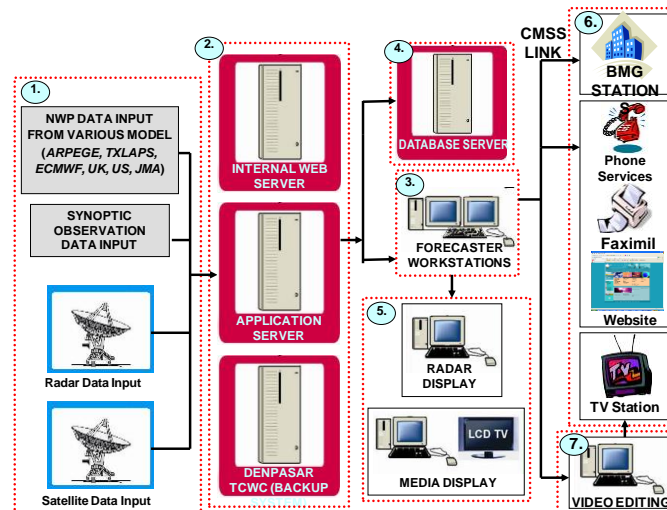 1.
NWP DATA INPUT
FROM VARIOUS MODEL
(ARPEGE, TXLAPS,
ECMWF, UK, US, JMA)
SYNOPTIC
OBSERVATION
DATA INPUT
Radar Data Input
Satellite Data Input
2.
INTERNAL WEB
SERVER
APPLICATION
SERVER
DENPASAR
TCWC (BACKUP
4.
DATABASE SERVER
3.
FORECASTER
WORKSTATIONS
5.
RADAR
DISPLAY
LCD TV
MEDIA DISPLAY
CMSS
LINK
6.
BMG
STATION
Phone
Services
Faximil
Website
TV
TV Station
7.
VIDEO EDITING